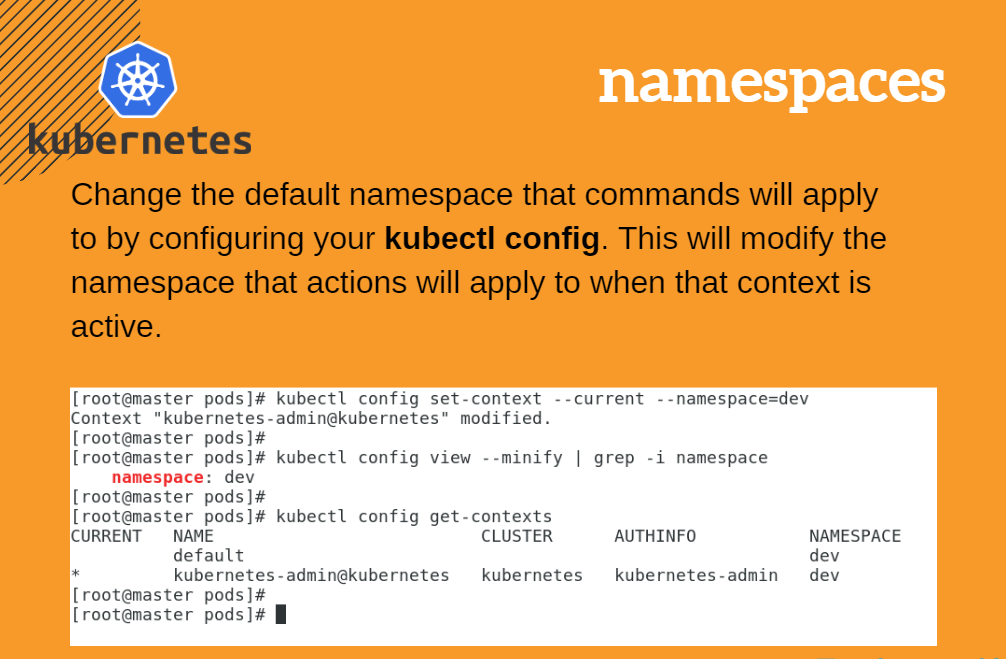 kubernetes
namespaces
Change the default namespace that commands will apply
to by configuring your kubectl config. This will modify the
namespace that actions will apply to when that context is
active.
[root@master pods]# kubectl config set-context --current --namespace=dev
Context "kubernetes-admin@kubernetes" modified.
[root@master pods]#
[root@master pods]# kubectl config view --minify | grep -i namespace
    namespace: dev
[root@master pods]#
[root@master pods]# kubectl config get-contexts
CURRENT   NAME                          CLUSTER      AUTHINFO           NAMESPACE
          default                                                       dev
*         kubernetes-admin@kubernetes   kubernetes   kubernetes-admin   dev
[root@master pods]#
[root@master pods]#